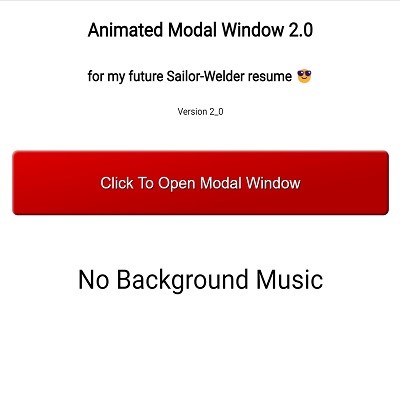 Animated Modal Window 2.0
for my future Sailor-Welder resume 😎
Version 2_0
Click To Open Modal Window
No Background Music